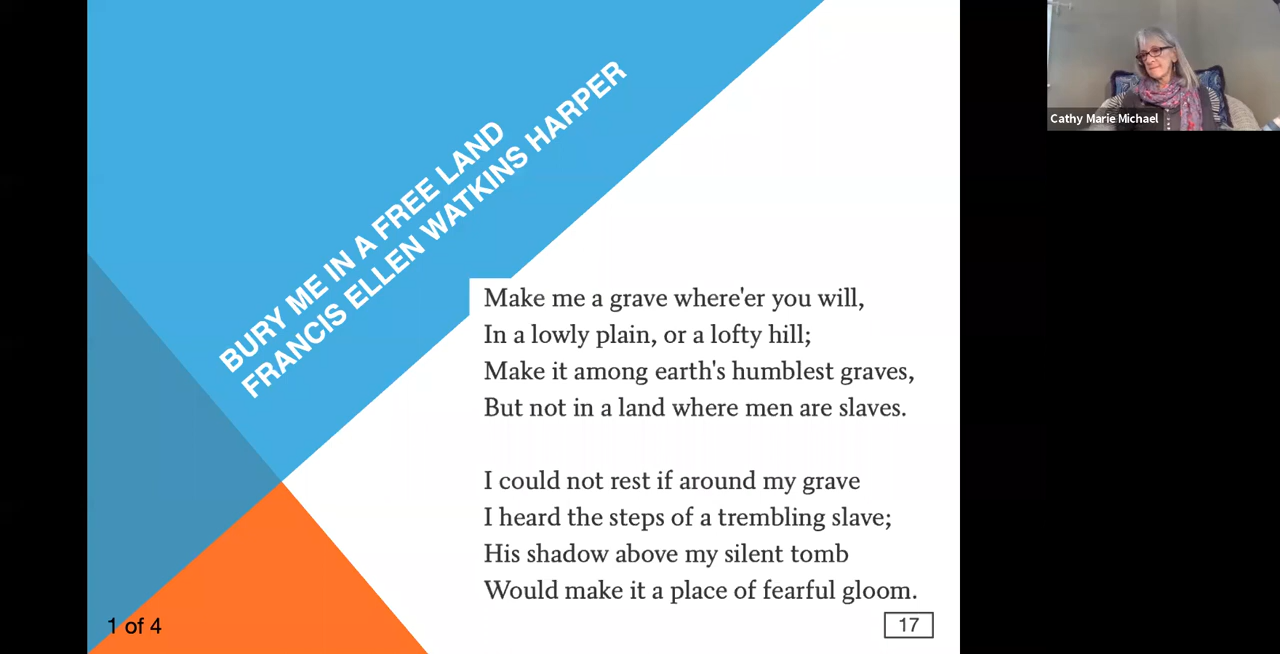 BURY ME IN A FREE LAND
FRANCIS ELLEN WATKINS HARPER
Make me a grave where'er you will,
In a lowly plain, or a lofty hill;
Make it among earth's humblest graves,
But not in a land where men are slaves.
I could not rest if around my grave
I heard the steps of a trembling slave;
His shadow above my silent tomb
Would make it a place of fearful gloom.
1 of 4
17
Cathy Marie Michael